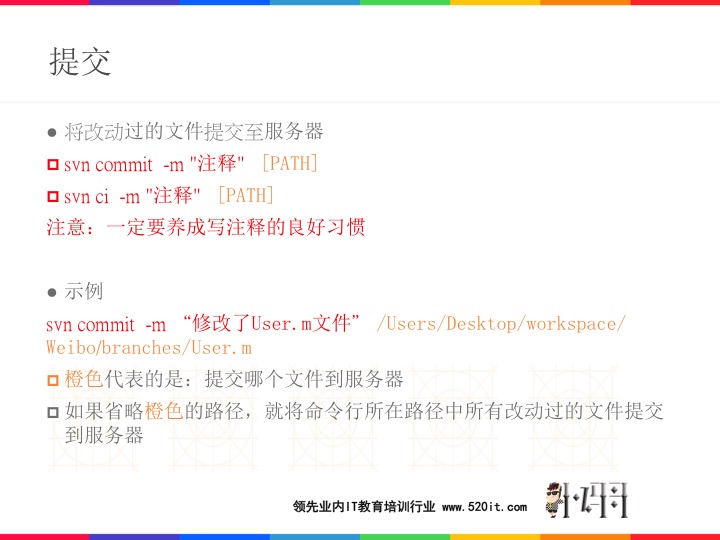 提交
● 将改动过的文件提交至服务器
svn commit -m "注释" [PATH]
svn ci -m "注释" [PATH]
注意：一定要养成写注释的良好习惯
● 示例
svn commit -m “修改了User.m文件” /Users/Desktop/workspace/
Weibo/branches/User.m
橙色代表的是：提交哪个文件到服务器
如果省略橙色的路径，就将命令行所在路径中所有改动过的文件提交
到服务器
领先业内IT教育培训行业 www.520it.com
小码哥